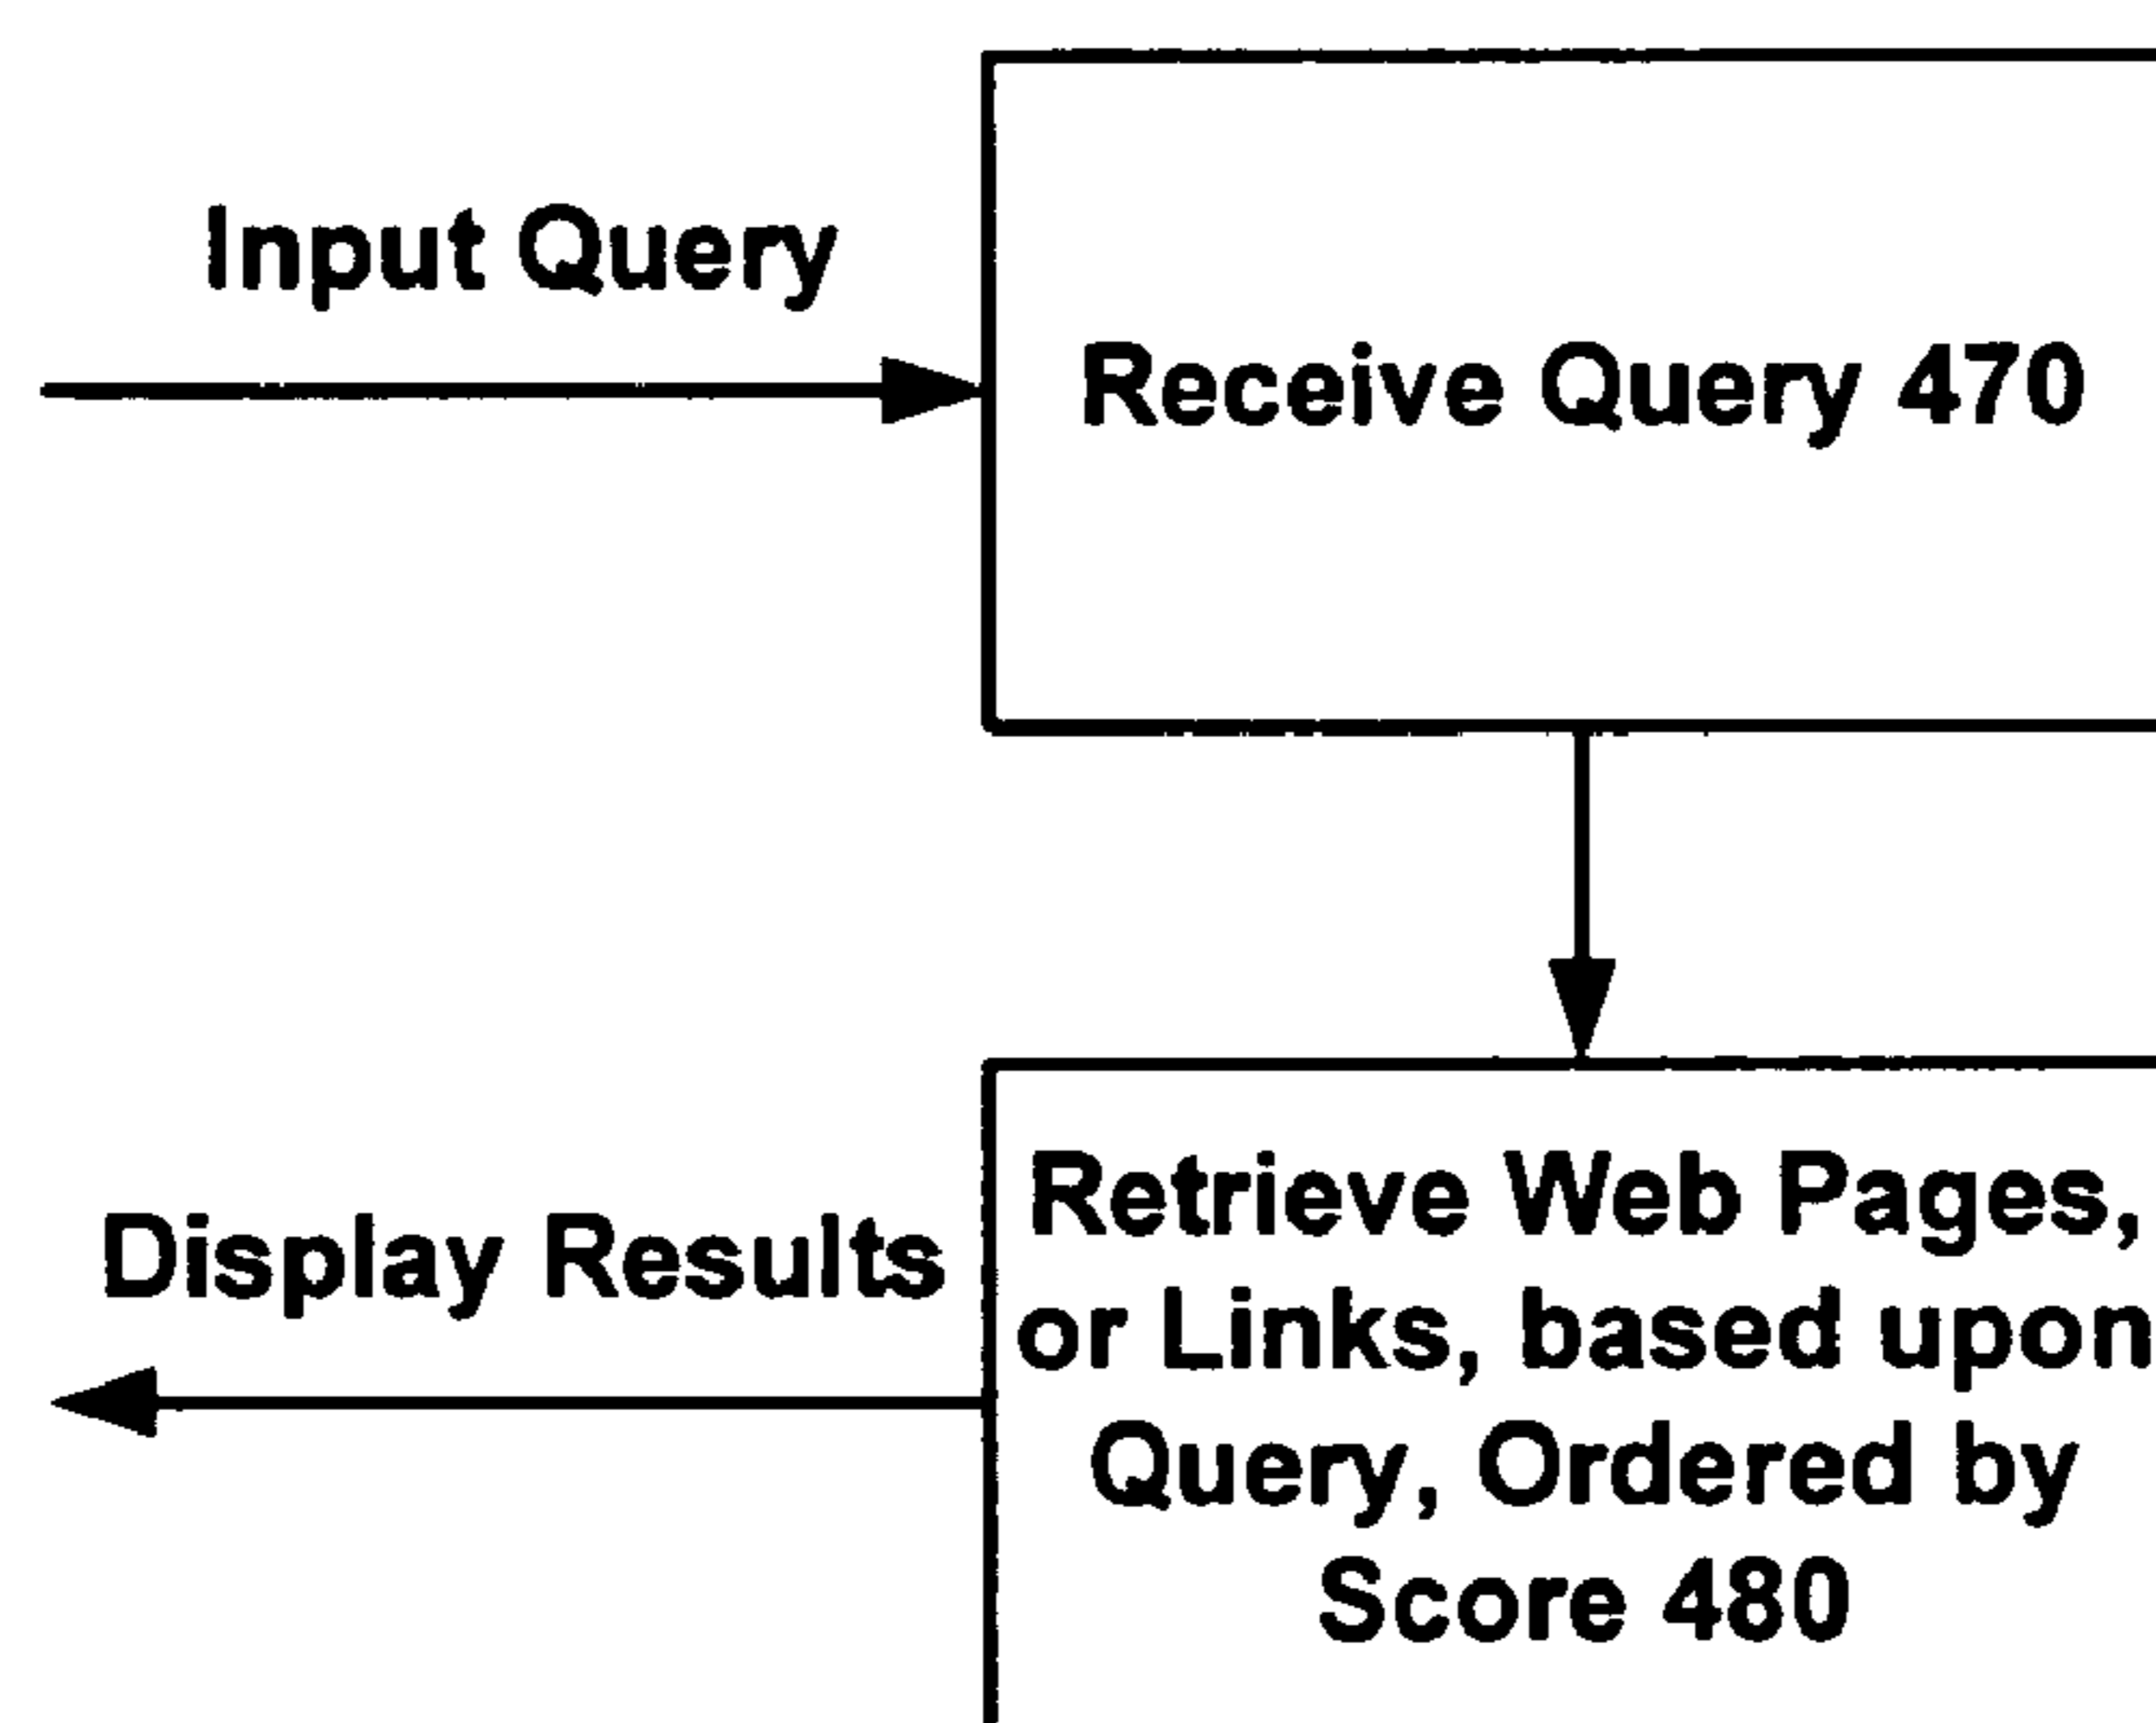 Input Query
Receive Query 470
Display Results
Retrieve Web Pages,
or Links, based upon
Query, Ordered by
Score 480